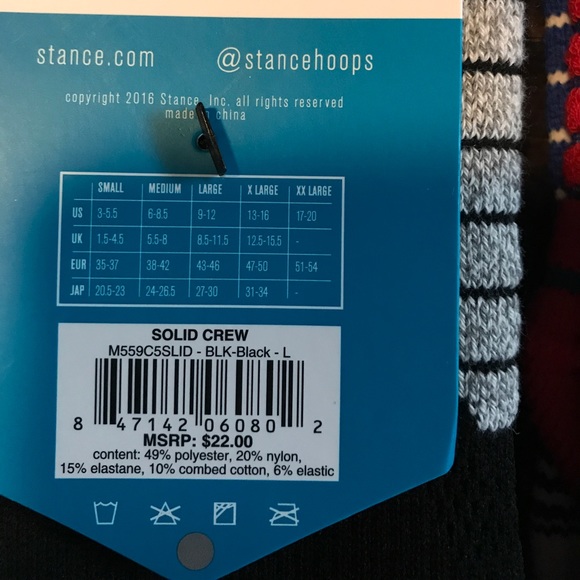 stance.com @stancehoops
copyright 2016 Stance, Inc. all rights reserved
made in china
SMALL MEDIUM LARGE X LARGE XX LARGE
US 3-5.5 6-8.5 9-12 13-16 17-20
UK 1.5-4.5 5.5-8 8.5-11.5 12.5-15.5 -
EUR 35-37 38-42 43-46 47-50 51-54
JAP 20.5-23 24-26.5 27-30 31-34 -
SOLID CREW
M559C5SLID - BLK-Black - L
8 47142 06080 2
MSRP: $22.00
content: 49% polyester, 20% nylon,
15% elastane, 10% combed cotton, 6% elastic